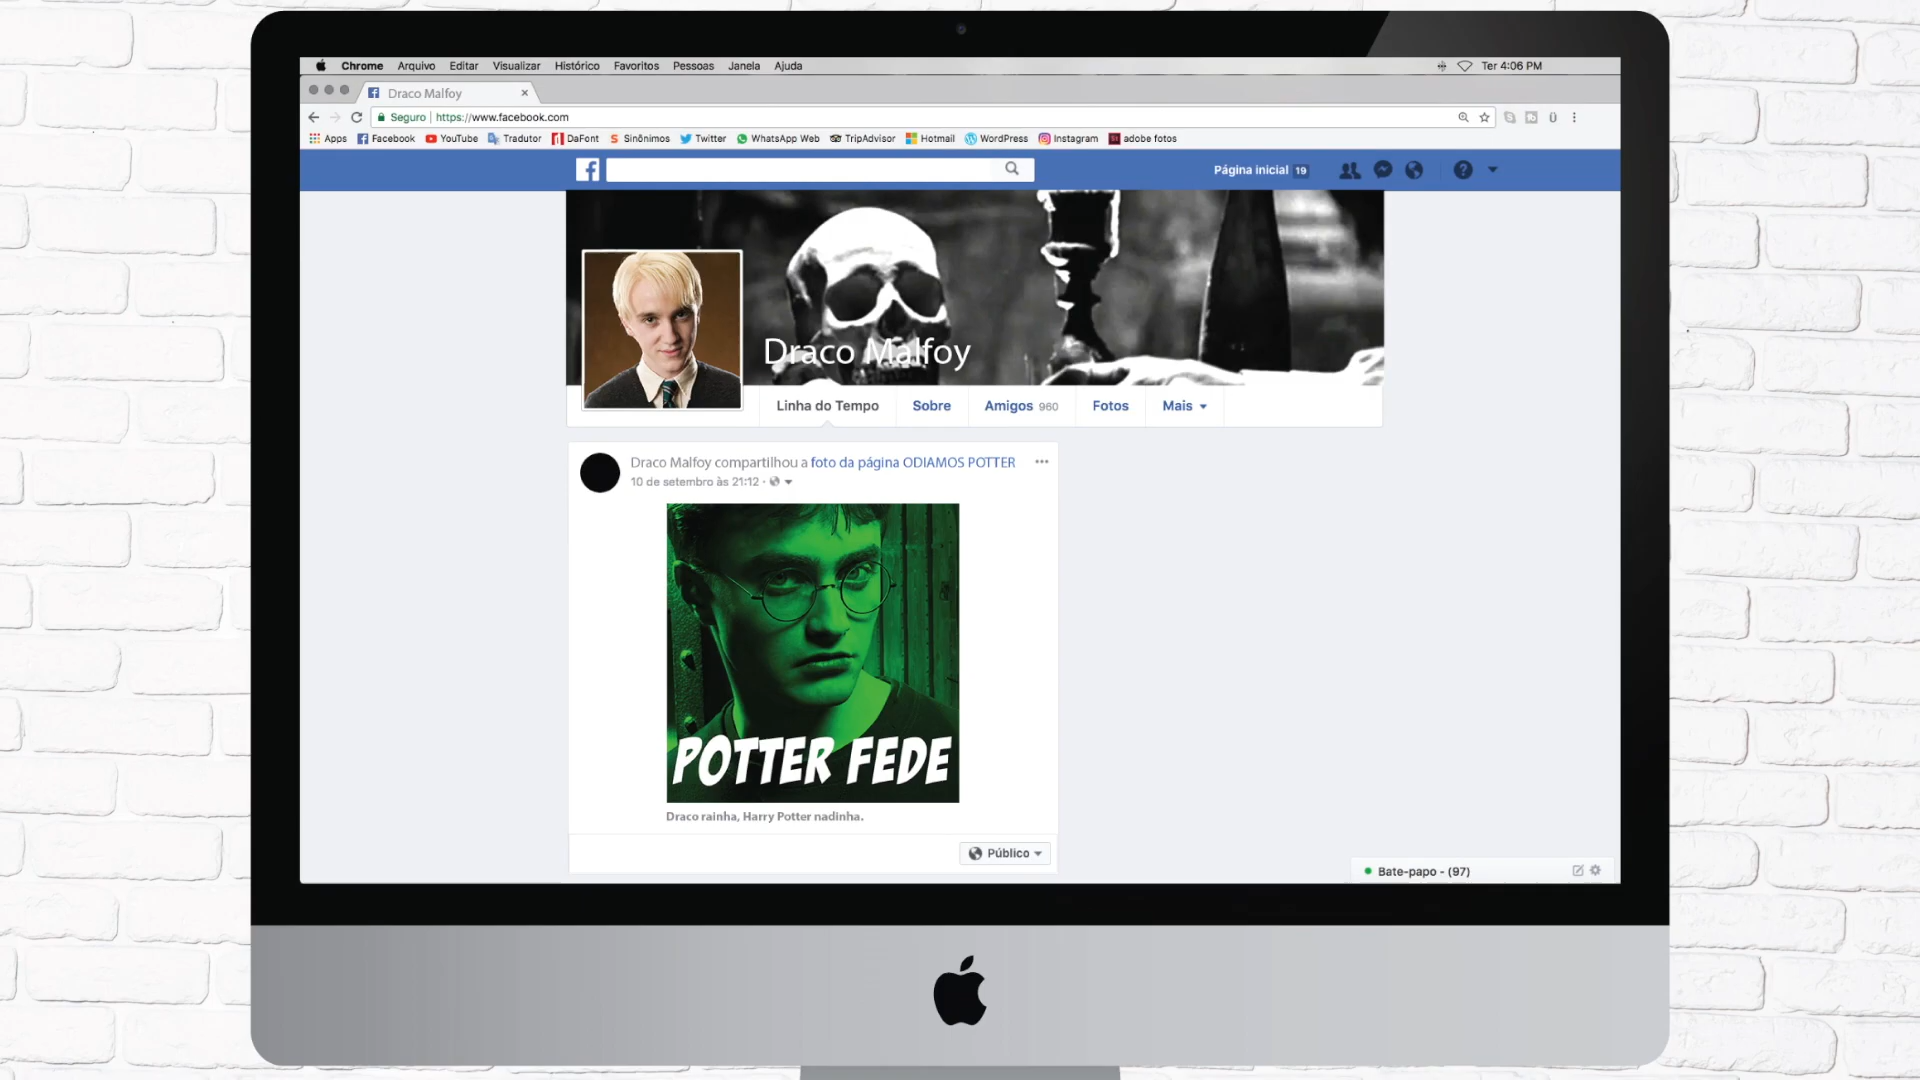 Chrome Arquivo Editar Visualizar Histórico Favoritos Pessoas Janela Ajuda Ter 4:06 PM
Draco Malfoy
Seguro https://www.facebook.com
Apps Facebook YouTube Tradutor DaFont Sinônimos Twitter WhatsApp Web TripAdvisor Hotmail WordPress Instagram adobe fotos
Página inicial 19
Draco Malfoy
Linha do Tempo Sobre Amigos 960 Fotos Mais
Draco Malfoy compartilhou a foto da página ODIAMOS POTTER
10 de setembro às 21:12 ·
POTTER FEDE
Draco rainha, Harry Potter nadinha.
Público
Bate-papo - (97)